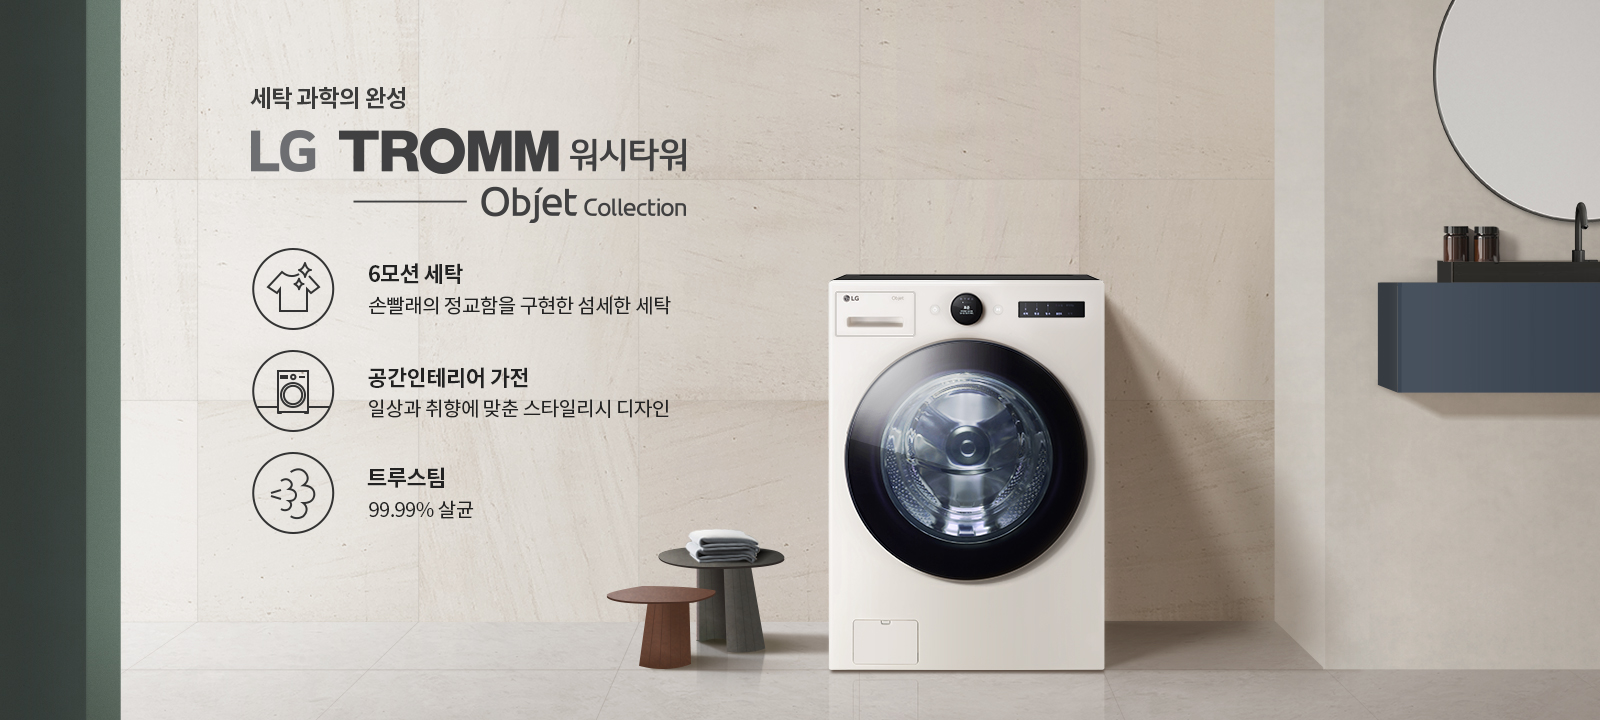 세탁 과학의 완성
LG TROMM 워시타워
Objet Collection
6모션 세탁
손빨래의 정교함을 구현한 섬세한 세탁
공간인테리어 가전
일상과 취향에 맞춘 스타일리시 디자인
트루스팀
99.99% 살균
LG
Objet